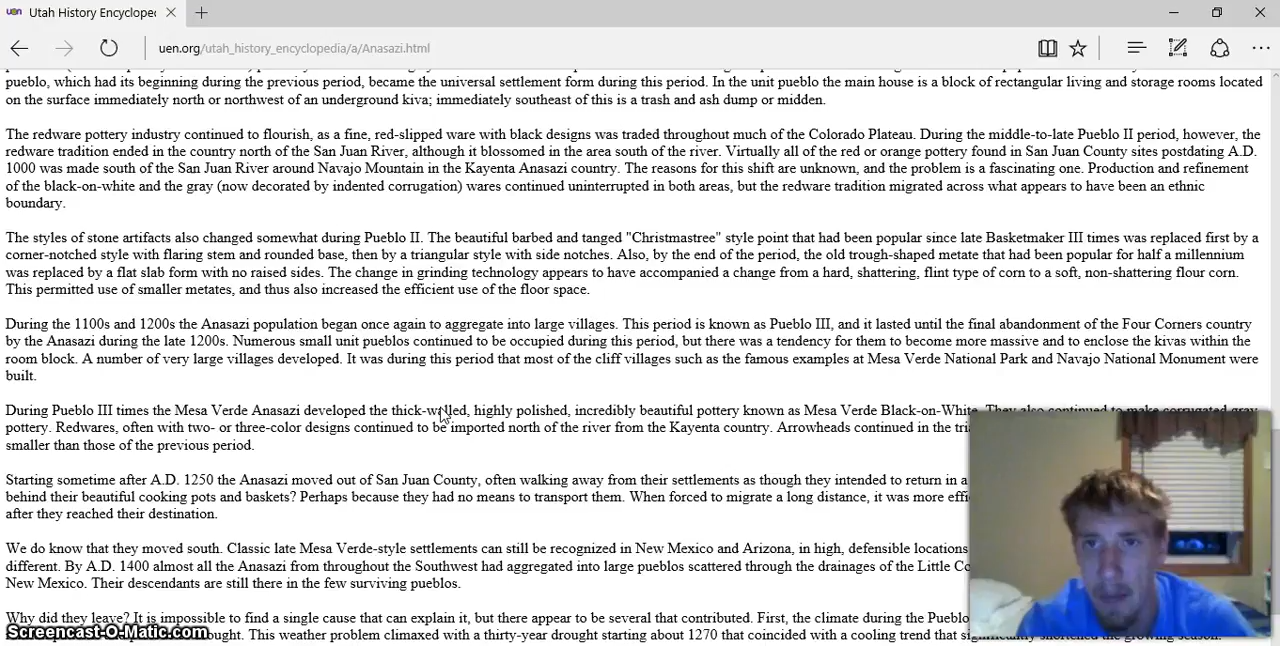 Utah History Encycloped
uen.org/utah_history_encyclopedia/a/Anasazi.html
pueblo, which had its beginning during the previous period, became the universal settlement form during this period. In the unit pueblo the main house is a block of rectangular living and storage rooms located
on the surface immediately north or northwest of an underground kiva; immediately southeast of this is a trash and ash dump or midden.
The redware pottery industry continued to flourish, as a fine, red-slipped ware with black designs was traded throughout much of the Colorado Plateau. During the middle-to-late Pueblo II period, however, the
redware tradition ended in the country north of the San Juan River, although it blossomed in the area south of the river. Virtually all of the red or orange pottery found in San Juan County sites postdating A.D.
1000 was made south of the San Juan River around Navajo Mountain in the Kayenta Anasazi country. The reasons for this shift are unknown, and the problem is a fascinating one. Production and refinement
of the black-on-white and the gray (now decorated by indented corrugation) wares continued uninterrupted in both areas, but the redware tradition migrated across what appears to have been an ethnic
boundary.
The styles of stone artifacts also changed somewhat during Pueblo II. The beautiful barbed and tanged "Christmastree" style point that had been popular since late Basketmaker III times was replaced first by a
corner-notched style with flaring stem and rounded base, then by a triangular style with side notches. Also, by the end of the period, the old trough-shaped metate that had been popular for half a millennium
was replaced by a flat slab form with no raised sides. The change in grinding technology appears to have accompanied a change from a hard, shattering, flint type of corn to a soft, non-shattering flour corn.
This permitted use of smaller metates, and thus also increased the efficient use of the floor space.
During the 1100s and 1200s the Anasazi population began once again to aggregate into large villages. This period is known as Pueblo III, and it lasted until the final abandonment of the Four Corners country
by the Anasazi during the late 1200s. Numerous small unit pueblos continued to be occupied during this period, but there was a tendency for them to become more massive and to enclose the kivas within the
room block. A number of very large villages developed. It was during this period that most of the cliff villages such as the famous examples at Mesa Verde National Park and Navajo National Monument were
built.
During Pueblo III times the Mesa Verde Anasazi developed the thick-walled, highly polished, incredibly beautiful pottery known as Mesa Verde Black-on-White. They also continued to make corrugated gray
pottery. Redwares, often with two- or three-color designs continued to be imported north of the river from the Kayenta country. Arrowheads continued in the
smaller than those of the previous period.
Starting sometime after A.D. 1250 the Anasazi moved out of San Juan County, often walking away from their settlements as though they intended to return in a
behind their beautiful cooking pots and baskets? Perhaps because they had no means to transport them. When forced to migrate a long distance, it was more
after they reached their destination.
We do know that they moved south. Classic late Mesa Verde-style settlements can still be recognized in New Mexico and Arizona, in high, defensible locations
different. By A.D. 1400 almost all the Anasazi from throughout the Southwest had aggregated into large pueblos scattered through the drainages of the Little
New Mexico. Their descendants are still there in the few surviving pueblos.
Why did they leave? It is impossible to find a single cause that can explain it, but there appear to be several that contributed. First, the climate during the Pueblo
Screencast-O-Matic.com ought. This weather problem climaxed with a thirty-year drought starting about 1270 that coincided with a cooling trend that significantly shortened the growing season.